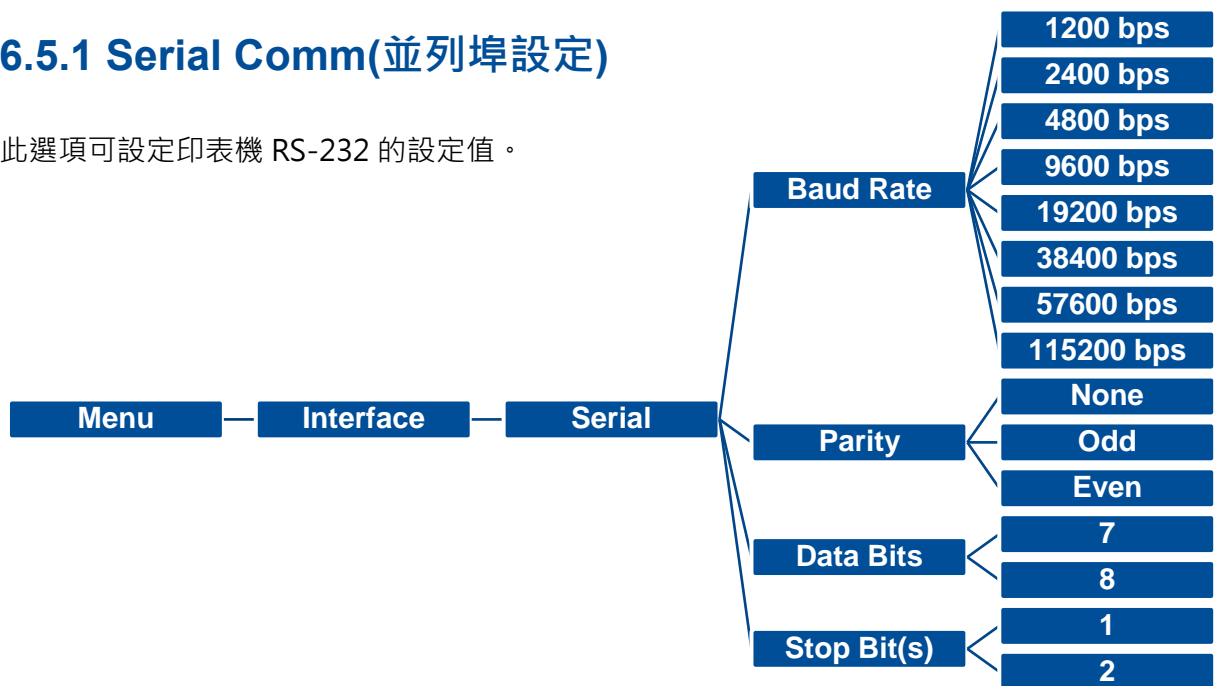 6.5.1 Serial Comm(並列埠設定)
此選項可設定印表機 RS-232 的設定值。
Menu
Interface
Serial
Baud Rate
1200 bps
2400 bps
4800 bps
9600 bps
19200 bps
38400 bps
57600 bps
115200 bps
Parity
None
Odd
Even
Data Bits
7
8
Stop Bit(s)
1
2